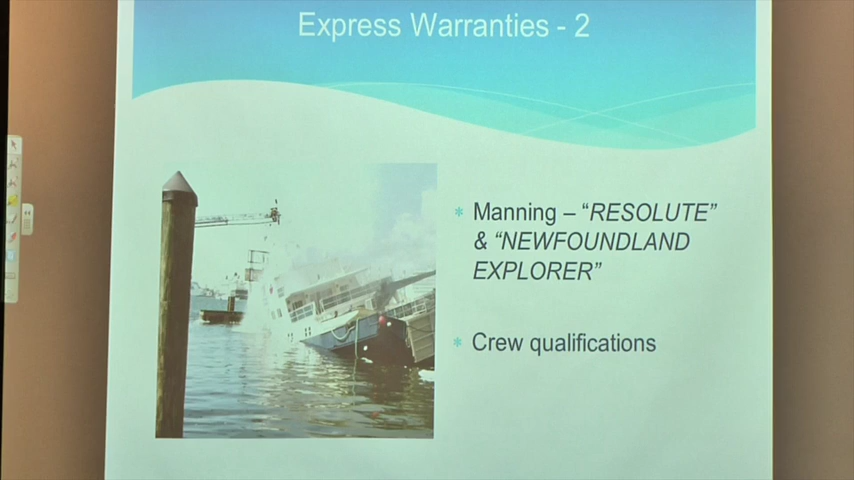 Express Warranties - 2
* Manning – “RESOLUTE”
& “NEWFOUNDLAND
EXPLORER”
* Crew qualifications